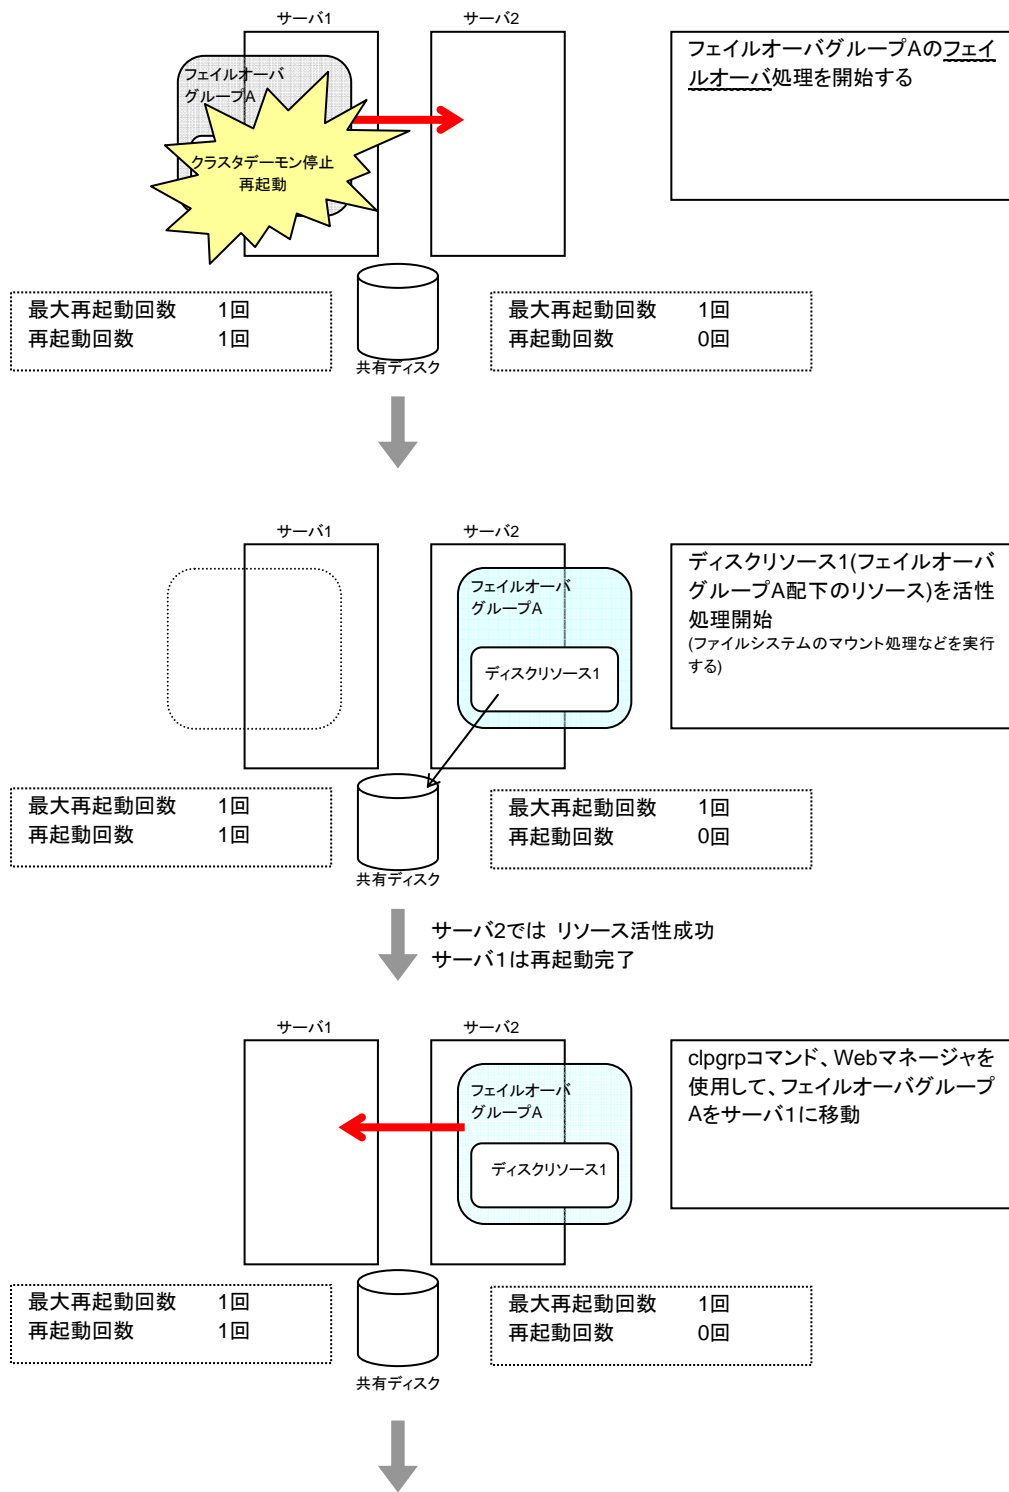 サーバ1
サーバ2
フェイルオーバ
グループA
クラスタデーモン停止
再起動
フェイルオーバグループAのフェイ
ルオーバ処理を開始する
最大再起動回数 1回
再起動回数 1回
共有ディスク
最大再起動回数 1回
再起動回数 0回
サーバ1
サーバ2
フェイルオーバ
グループA
ディスクリソース1
ディスクリソース1(フェイルオーバ
グループA配下のリソース)を活性
処理開始
(ファイルシステムのマウント処理などを実行
する)
最大再起動回数 1回
再起動回数 1回
共有ディスク
最大再起動回数 1回
再起動回数 0回
サーバ2では リソース活性成功
サーバ1は再起動完了
サーバ1
サーバ2
フェイルオーバ
グループA
ディスクリソース1
clpgrpコマンド、Webマネージャを
使用して、フェイルオーバグループ
Aをサーバ1に移動
最大再起動回数 1回
再起動回数 1回
共有ディスク
最大再起動回数 1回
再起動回数 0回